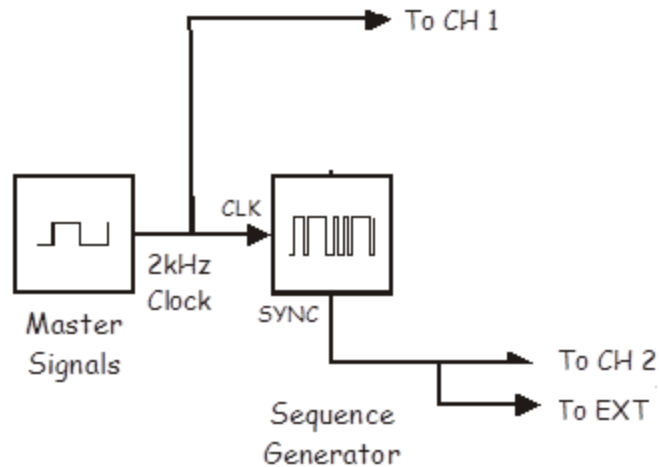 To CH 1
CLK
2kHz
Clock
SYNC
Master
Signals
To CH 2
To EXT
Sequence
Generator